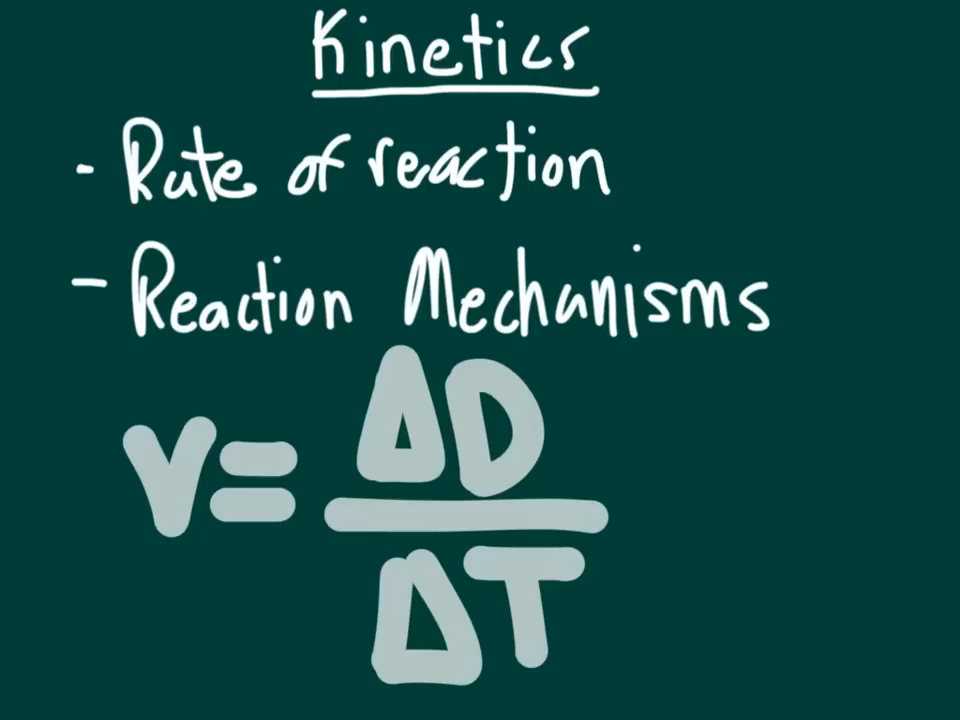 Kinetics
- Rate of reaction
- Reaction Mechanisms
V = ΔD
ΔT